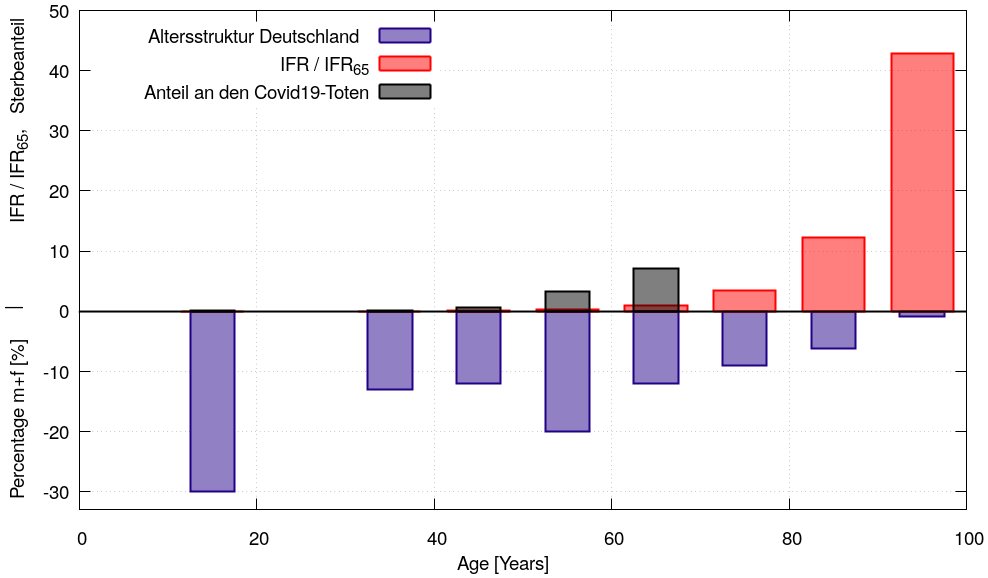 Altersstruktur Deutschland
IFR / IFR65
Anteil an den Covid19-Toten
50
40
30
20
10
0
-10
-20
-30
Percentage m+f [%] | IFR / IFR65, Sterbeanteil
0 20 40 60 80 100
Age [Years]